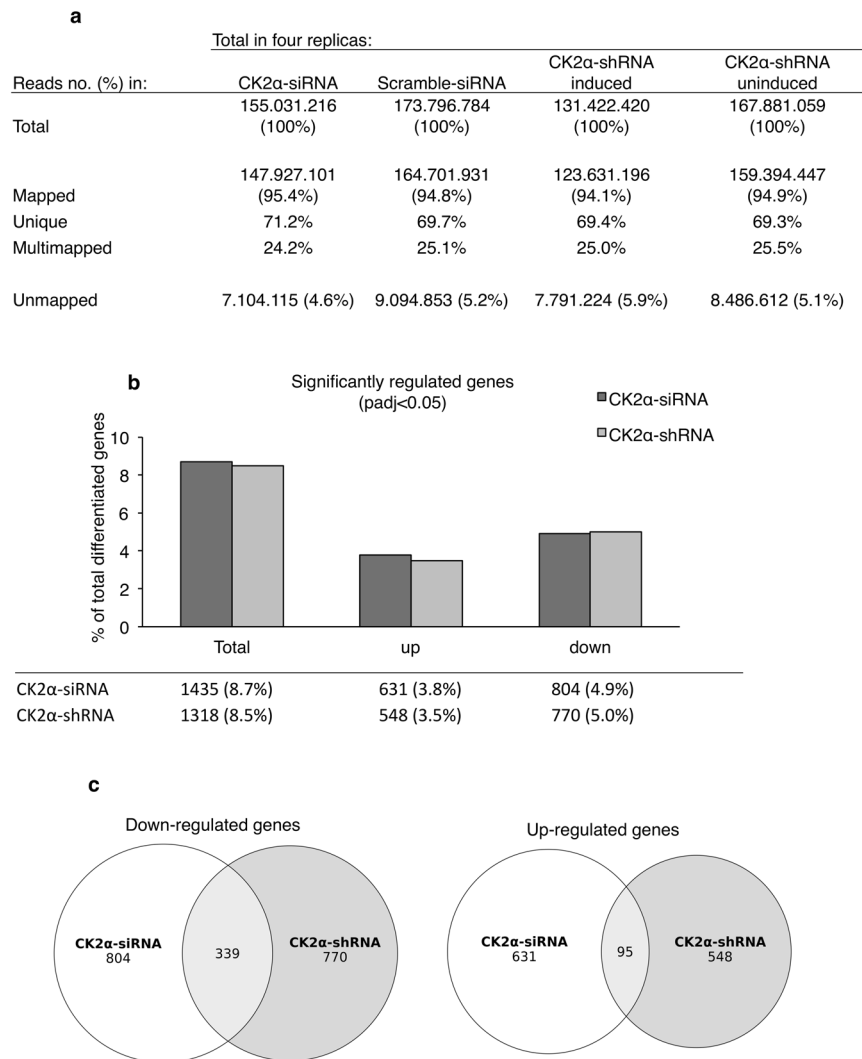 a
Total in four replicas:
Reads no. (%) in: CK2α-siRNA Scramble-siRNA CK2α-shRNA induced CK2α-shRNA uninduced
155.031.216 173.796.784 131.422.420 167.881.059
Total (100%) (100%) (100%) (100%)
147.927.101 164.701.931 123.631.196 159.394.447
Mapped (95.4%) (94.8%) (94.1%) (94.9%)
Unique 71.2% 69.7% 69.4% 69.3%
Multimapped 24.2% 25.1% 25.0% 25.5%
Unmapped 7.104.115 (4.6%) 9.094.853 (5.2%) 7.791.224 (5.9%) 8.486.612 (5.1%)
b
Significantly regulated genes
(padj<0.05)
CK2α-siRNA
CK2α-shRNA
% of total differentiated genes
10
8
6
4
2
0
Total up down
CK2α-siRNA 1435 (8.7%) 631 (3.8%) 804 (4.9%)
CK2α-shRNA 1318 (8.5%) 548 (3.5%) 770 (5.0%)
c
Down-regulated genes
CK2α-siRNA
804
339
CK2α-shRNA
770
Up-regulated genes
CK2α-siRNA
631
95
CK2α-shRNA
548